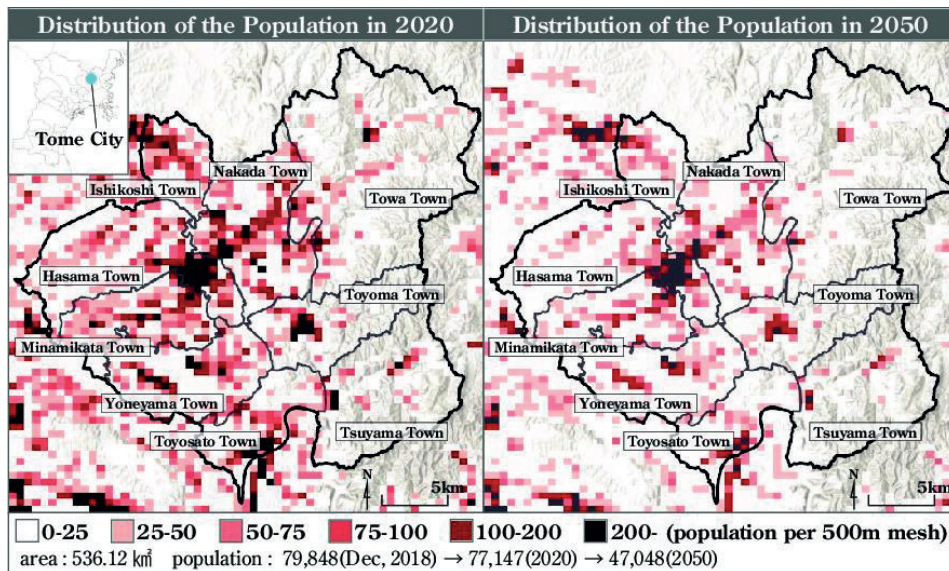 Distribution of the Population in 2020
Distribution of the Population in 2050
Tome City
Nakada Town
Ishikoshi Town
Towa Town
Hasama Town
Toyoma Town
Minamikata Town
Yoneyama Town
Toyosato Town
Tsuyama Town
N
5km
Nakada Town
Ishikoshi Town
Towa Town
Hasama Town
Toyoma Town
Minamikata Town
Yoneyama Town
Toyosato Town
Tsuyama Town
N
5km
0-25 25-50 50-75 75-100 100-200 200- (population per 500m mesh)
area : 536.12 ㎢ population : 79,848(Dec, 2018) → 77,147(2020) → 47,048(2050)